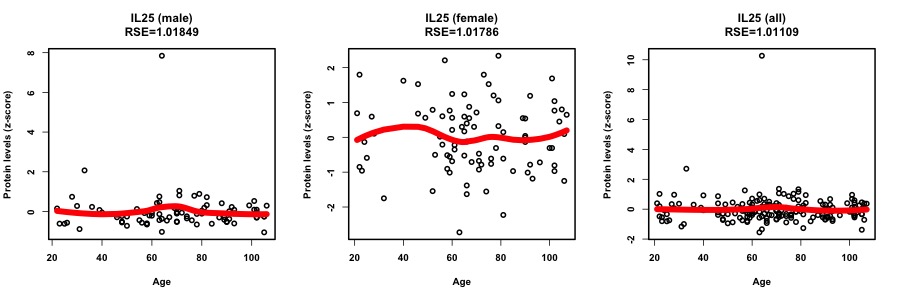 IL25 (male)
RSE=1.01849
Protein levels (z-score)
8
6
4
2
0
20 40 60 80 100
Age
IL25 (female)
RSE=1.01786
Protein levels (z-score)
2
1
0
-1
-2
20 40 60 80 100
Age
IL25 (all)
RSE=1.01109
Protein levels (z-score)
10
8
6
4
2
0
-2
20 40 60 80 100
Age